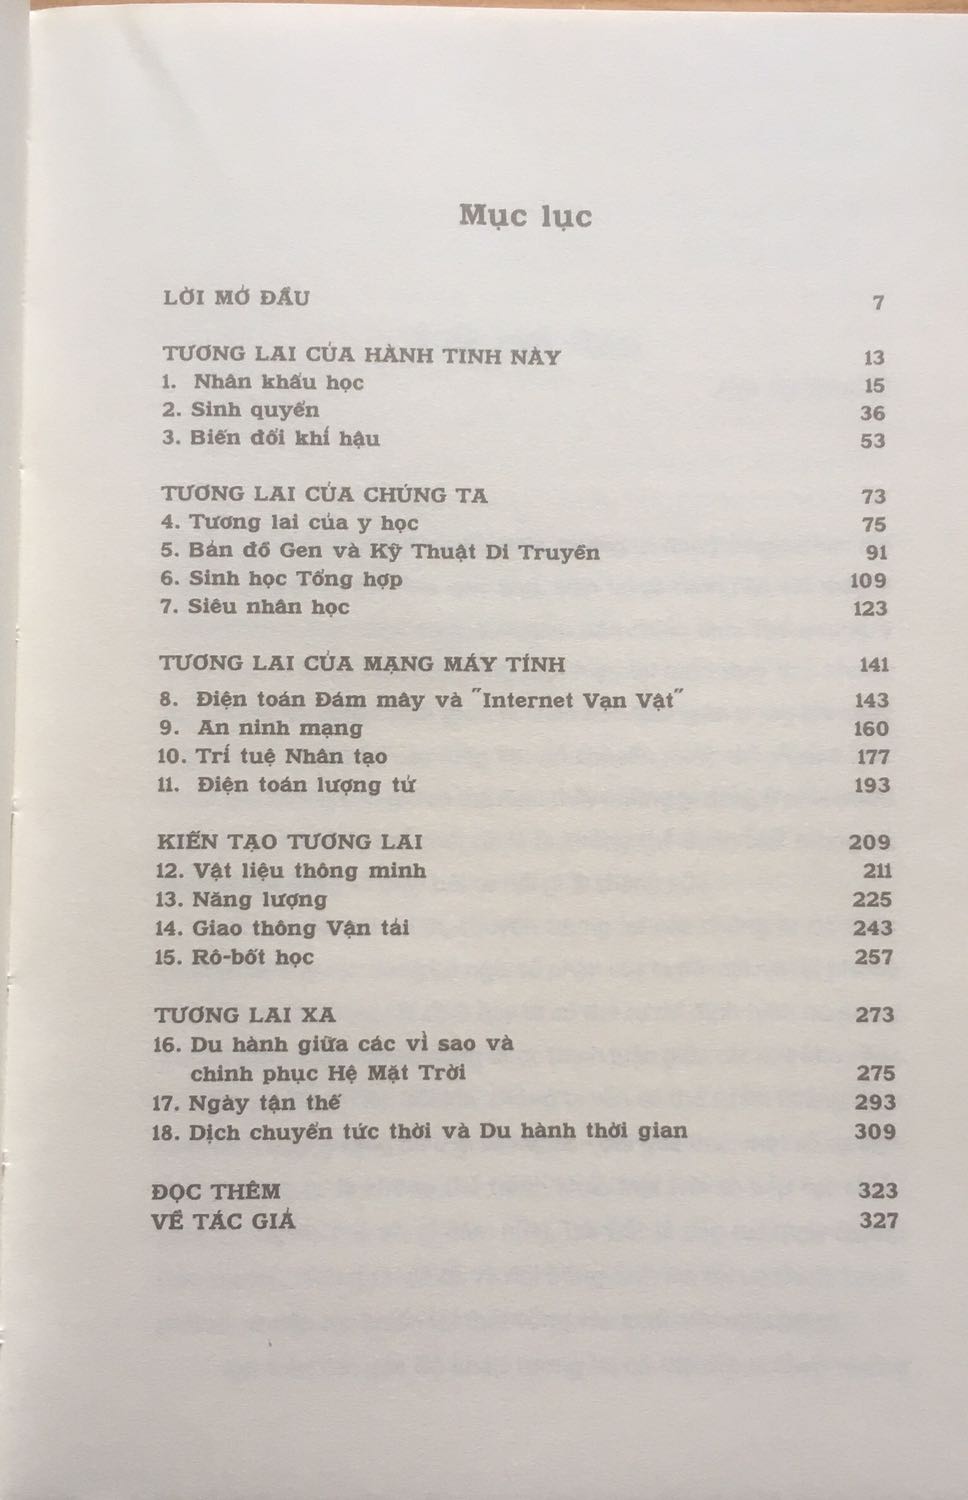 Mục lục
LỜI MỞ ĐẦU 7
TƯƠNG LAI CỦA HÀNH TINH NÀY 13
1. Nhân khẩu học 15
2. Sinh quyển 36
3. Biến đổi khí hậu 53
TƯƠNG LAI CỦA CHÚNG TA 73
4. Tương lai của y học 75
5. Bản đồ Gen và Kỹ Thuật Di Truyền 91
6. Sinh học Tổng hợp 109
7. Siêu nhân học 123
TƯƠNG LAI CỦA MẠNG MÁY TÍNH 141
8. Điện toán Đám mây và "Internet Vạn Vật" 143
9. An ninh mạng 160
10. Trí tuệ Nhân tạo 177
11. Điện toán lượng tử 193
KIẾN TẠO TƯƠNG LAI 209
12. Vật liệu thông minh 211
13. Năng lượng 225
14. Giao thông Vận tải 243
15. Rô-bốt học 257
TƯƠNG LAI XA 273
16. Du hành giữa các vì sao và
chinh phục Hệ Mặt Trời 275
17. Ngày tận thế 293
18. Dịch chuyển tức thời và Du hành thời gian 309
ĐỌC THÊM 323
VỀ TÁC GIẢ 327